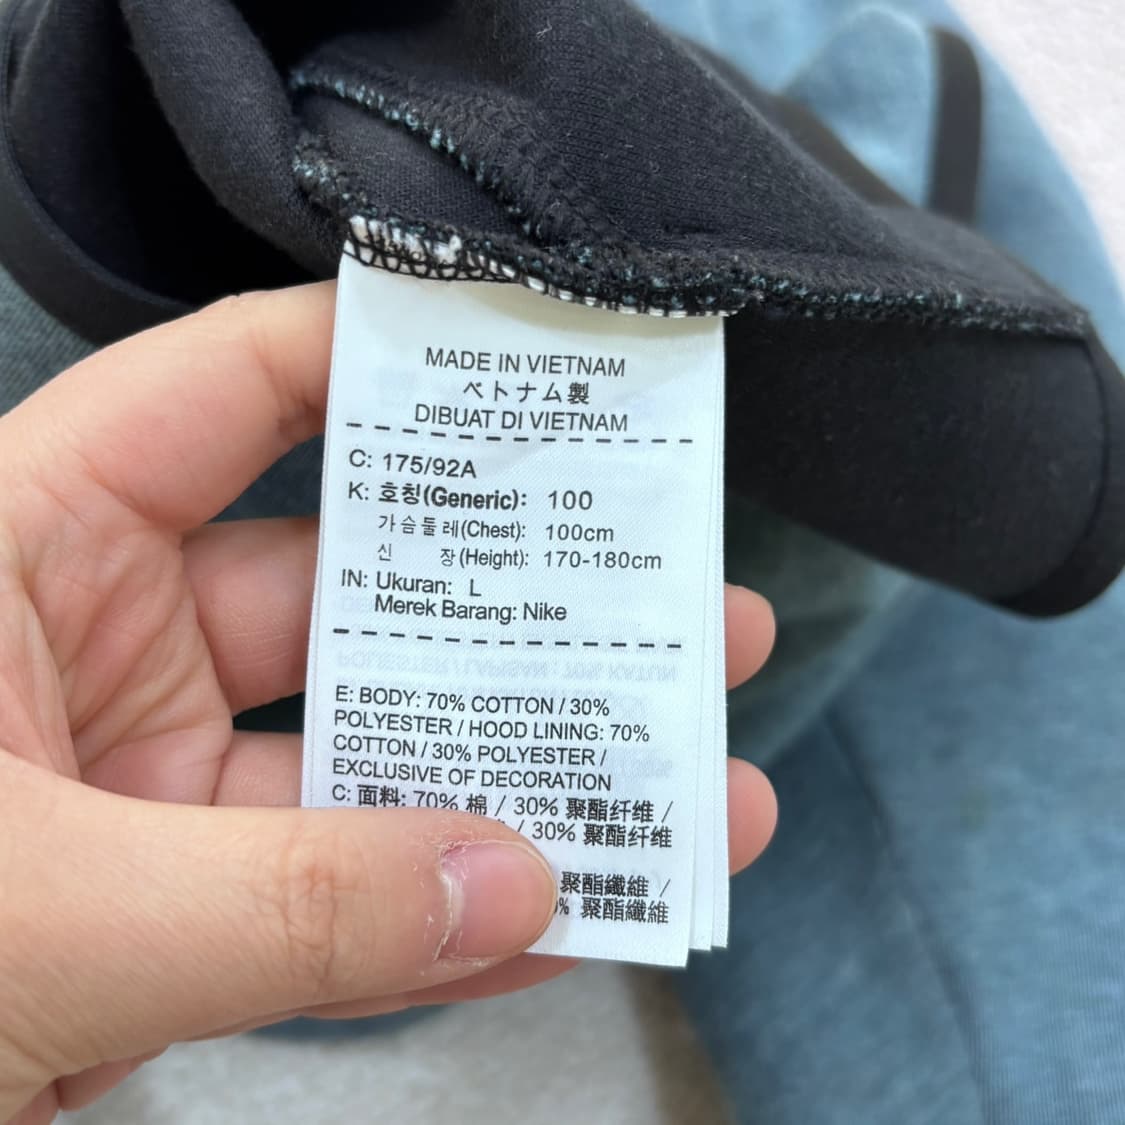 MADE IN VIETNAM
ベトナム製
DIBUAT DI VIETNAM
C: 175/92A
K: 호칭(Generic): 100
가슴둘레(Chest): 100cm
신 장(Height): 170-180cm
IN: Ukuran: L
Merek Barang: Nike
E: BODY: 70% COTTON / 30%
POLYESTER / HOOD LINING: 70%
COTTON / 30% POLYESTER /
EXCLUSIVE OF DECORATION
C: 面料: 70% 棉 / 30% 聚酯纤维 /
/ 30% 聚酯纤维
聚酯纖維 /
% 聚酯纖維